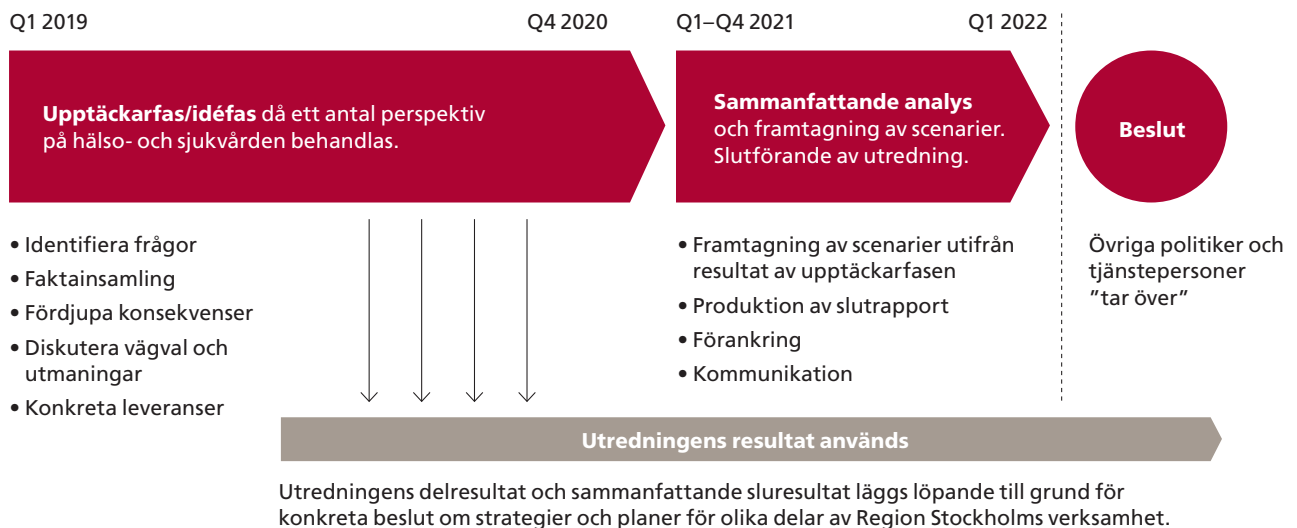 Q1 2019
Q4 2020
Q1–Q4 2021
Q1 2022
Upptäckarfas/idéfas då ett antal perspektiv
på hälso- och sjukvården behandlas.
Sammanfattande analys
och framtagning av scenarier.
Slutförande av utredning.
Beslut
• Identifiera frågor
• Faktainsamling
• Fördjupa konsekvenser
• Diskutera vägval och
utmaningar
• Konkreta leveranser
• Framtagning av scenarier utifrån
resultat av upptäckarfasen
• Produktion av slutrapport
• Förankring
• Kommunikation
Övriga politiker och
tjänstepersoner
”tar över”
Utredningens resultat används
Utredningens delresultat och sammanfattande sluresultat läggs löpande till grund för
konkreta beslut om strategier och planer för olika delar av Region Stockholms verksamhet.